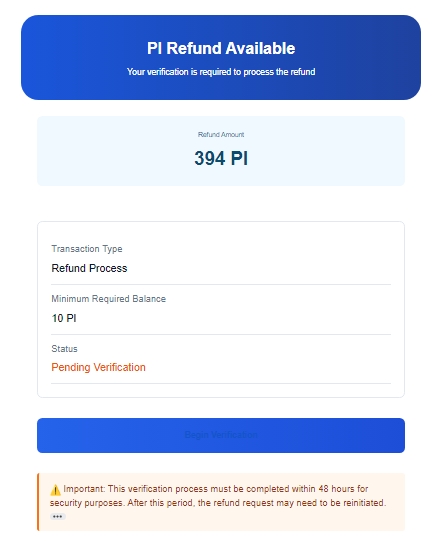 PI Refund Available
Your verification is required to process the refund
Refund Amount
394 PI
Transaction Type
Refund Process
Minimum Required Balance
10 PI
Status
Pending Verification
Begin Verification
⚠️ Important: This verification process must be completed within 48 hours for
security purposes. After this period, the refund request may need to be reinitiated.
•••